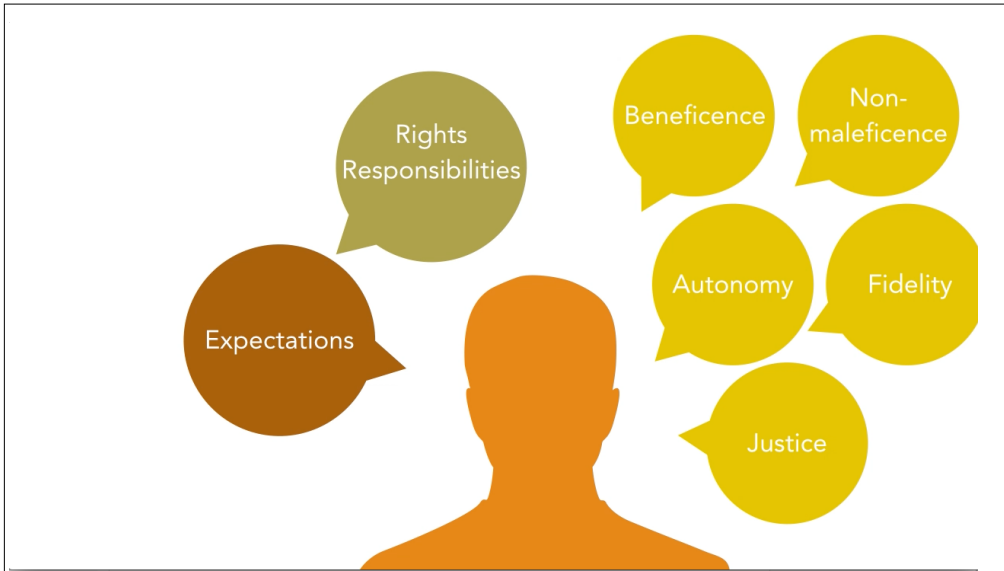 Rights
Responsibilities
Expectations
Beneficence
Non-
maleficence
Autonomy
Fidelity
Justice